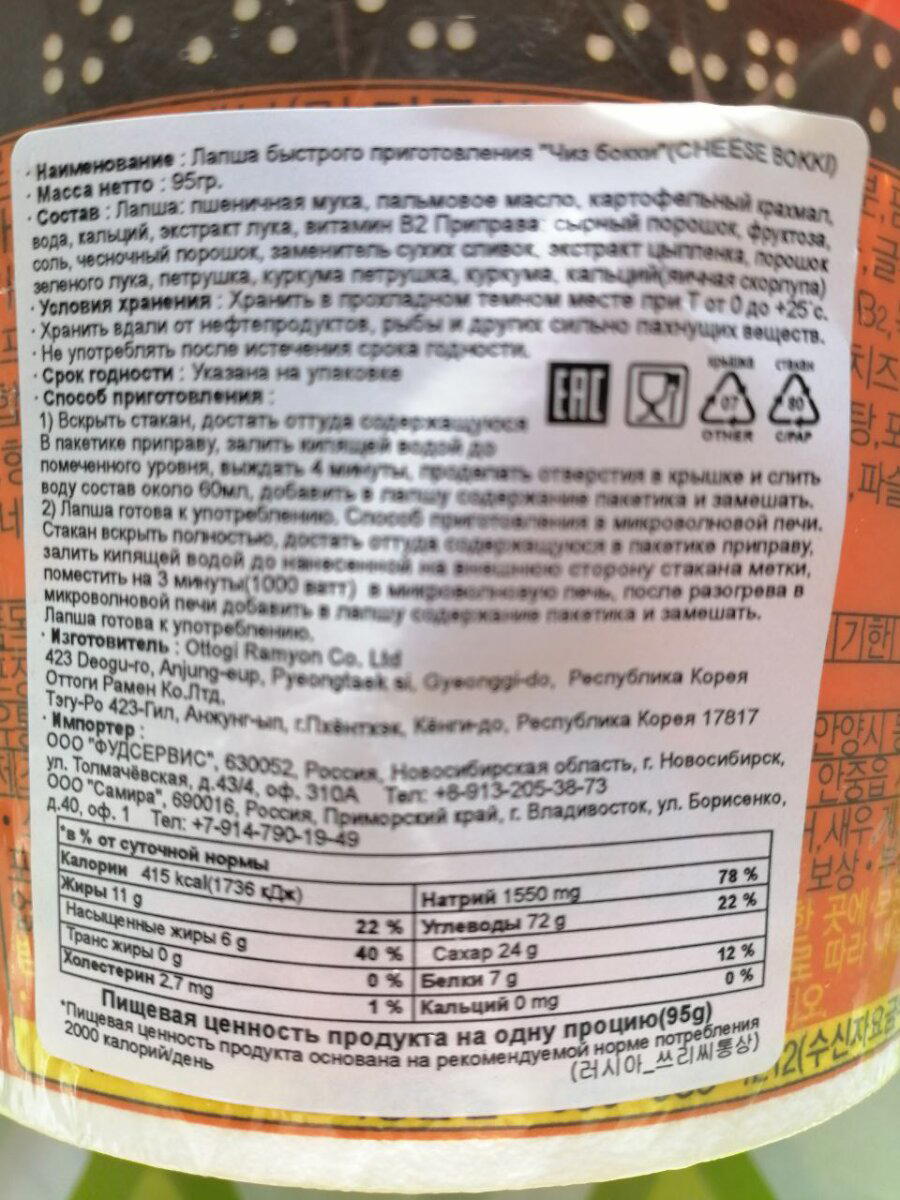 · Наименование : Лапша быстрого приготовления "Чиз бокки"(CHEESE BOKKI)
· Масса нетто : 95гр.
· Состав : Лапша: пшеничная мука, пальмовое масло, картофельный крахмал,
вода, кальций, экстракт лука, витамин B2 Приправа: сырный порошок, фруктоза,
соль, чесночный порошок, заменитель сухих сливок, экстракт цыпленка, порошок
зеленого лука, петрушка, куркума петрушка, куркума, кальций(яичная скорлупа)
· Условия хранения : Хранить в прохладном темном месте при T от 0 до +25°с.
· Хранить вдали от нефтепродуктов, рыбы и других сильно пахнущих веществ.
· Не употреблять после истечения срока годности.
· Срок годности : Указана на упаковке
крышка стакан
EAC
07 80
OTHER C/PAP
· Способ приготовления :
1) Вскрыть стакан, достать оттуда содержащуюся
В пакетике приправу, залить кипящей водой до
помеченного уровня, выждать 4 минуты, проделать отверстия в крышке и слить
воду состав около 60мл, добавить в лапшу содержание пакетика и замешать.
2) Лапша готова к употреблению. Способ приготовления в микроволновой печи.
Стакан вскрыть полностью, достать оттуда содержащуюся в пакетике приправу,
залить кипящей водой до нанесенной на внешнюю сторону стакана метки,
поместить на 3 минуты(1000 ватт) в микроволновую печь, после разогрева в
микроволновой печи добавить в лапшу содержание пакетика и замешать.
Лапша готова к употреблению.
· Изготовитель : Ottogi Ramyon Co. Ltd
423 Deogu-ro, Anjung-eup, Pyeongtaek si, Gyeonggi-do, Республика Корея
Оттоги Рамен Ко.Лтд,
Тэгу-Ро 423-Гил, Анжунг-ып, г.Пхёнтхэк, Кёнги-до, Республика Корея 17817
· Импортер :
ООО "ФУДСЕРВИС", 630052, Россия, Новосибирская область, г. Новосибирск,
ул. Толмачёвская, д.43/4, оф. 310А Тел: +8-913-205-38-73
ООО "Самира", 690016, Россия, Приморский край, г. Владивосток, ул. Борисенко,
д.40, оф. 1 Тел: +7-914-790-19-49
*в % от суточной нормы
Калории 415 kcal(1736 кДж) Натрий 1550 mg 78 %
Жиры 11 g 22 % Углеводы 72 g 22 %
Насыщенные жиры 6 g 40 % Сахар 24 g
Транс жиры 0 g 0 % Белки 7 g 12 %
Холестерин 2,7 mg 1 % Кальций 0 mg 0 %
Пищевая ценность продукта на одну процию(95g)
*Пищевая ценность продукта основана на рекомендуемой норме потребления
2000 калорий/день
(러시아_쓰리씨통상)